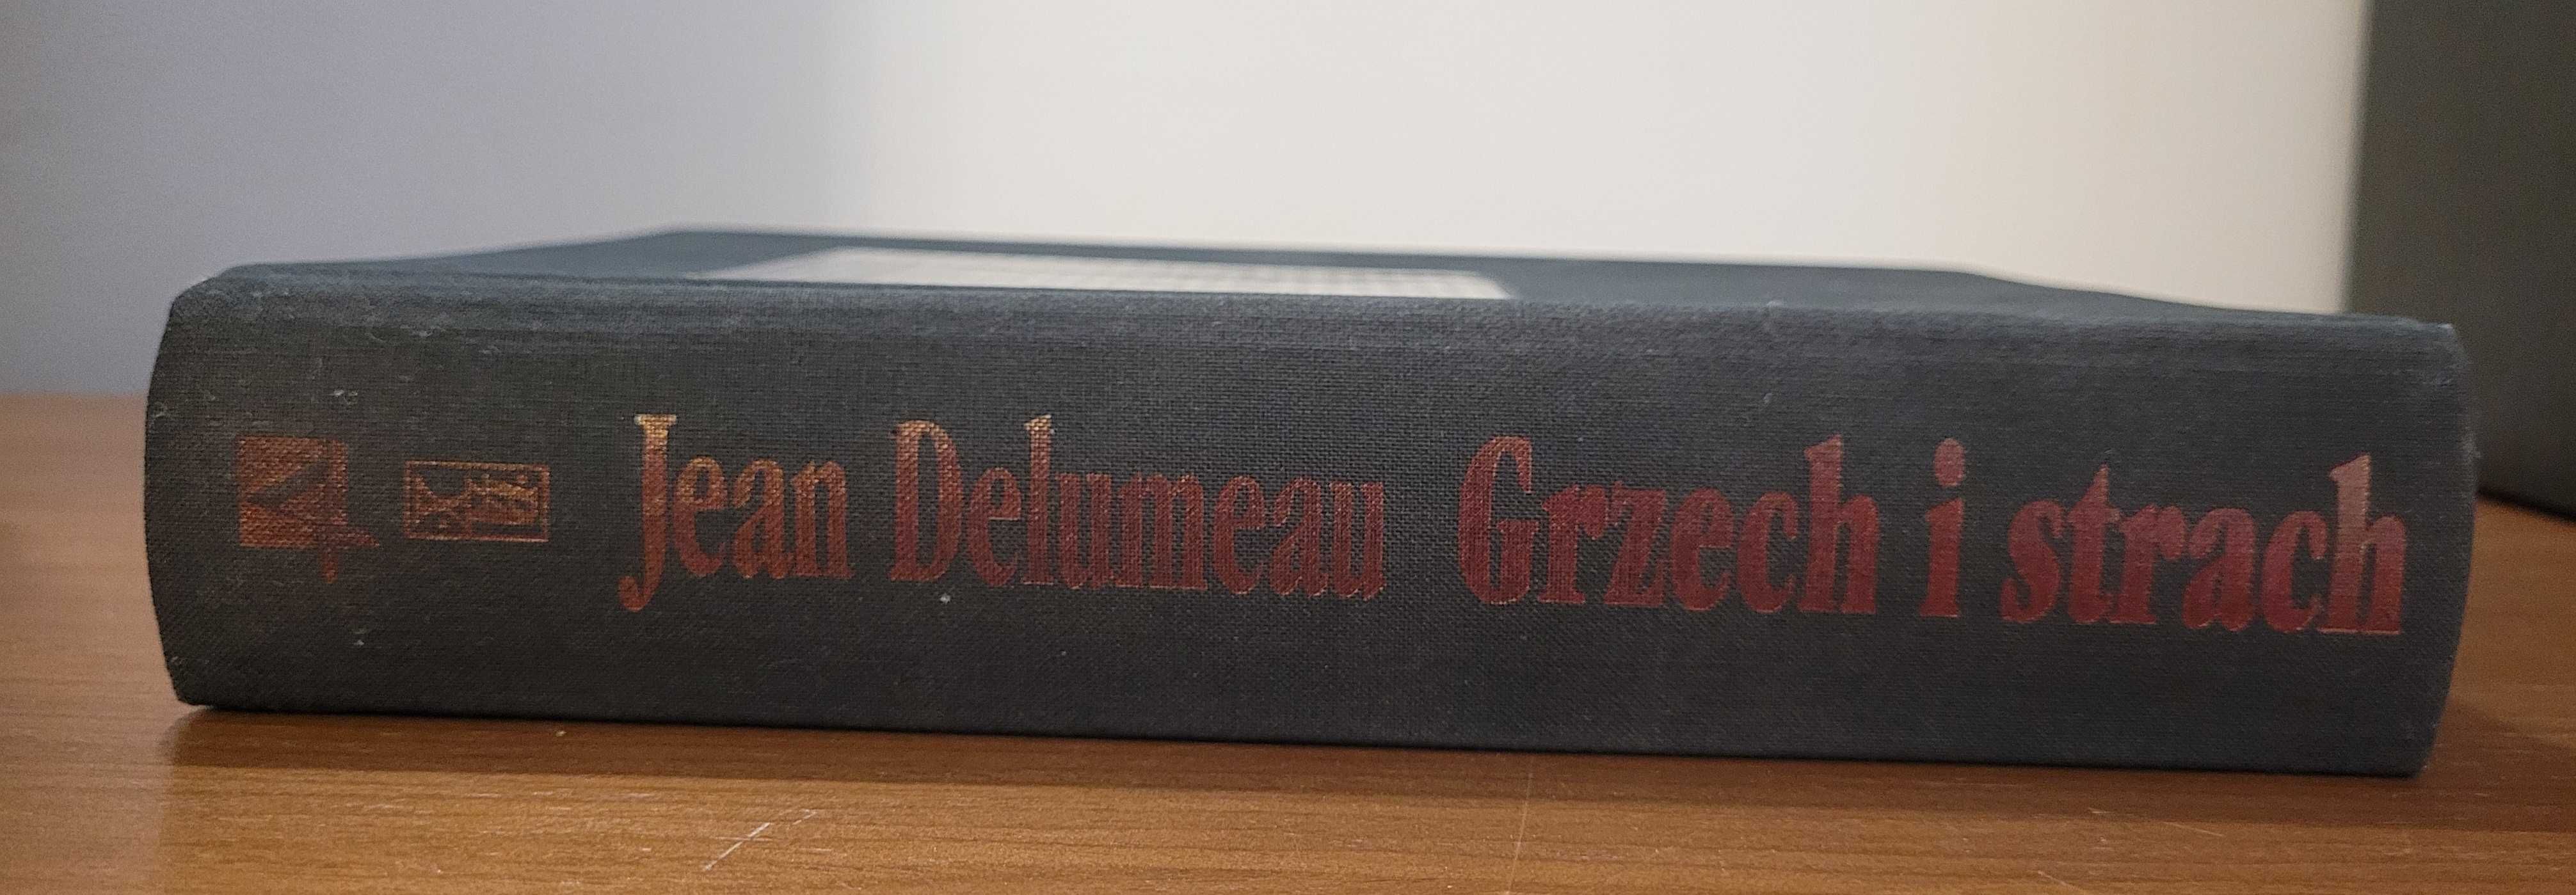 Jean Delumeau Grzech i strach